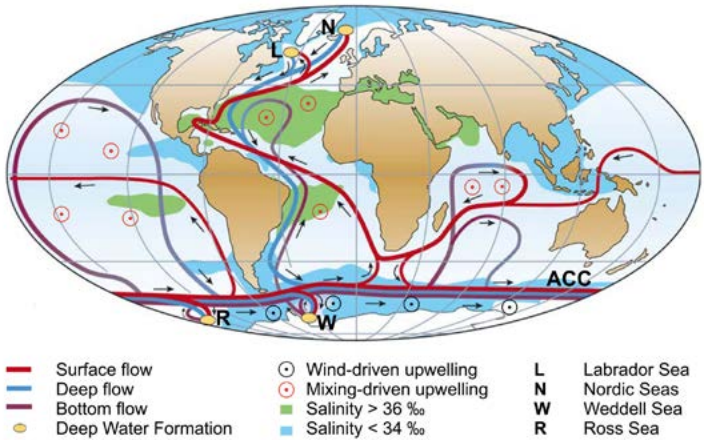 N
L
ACC
R
W
Surface flow
Deep flow
Bottom flow
Deep Water Formation
Wind-driven upwelling
Mixing-driven upwelling
Salinity > 36 ‰
Salinity < 34 ‰
L Labrador Sea
N Nordic Seas
W Weddell Sea
R Ross Sea